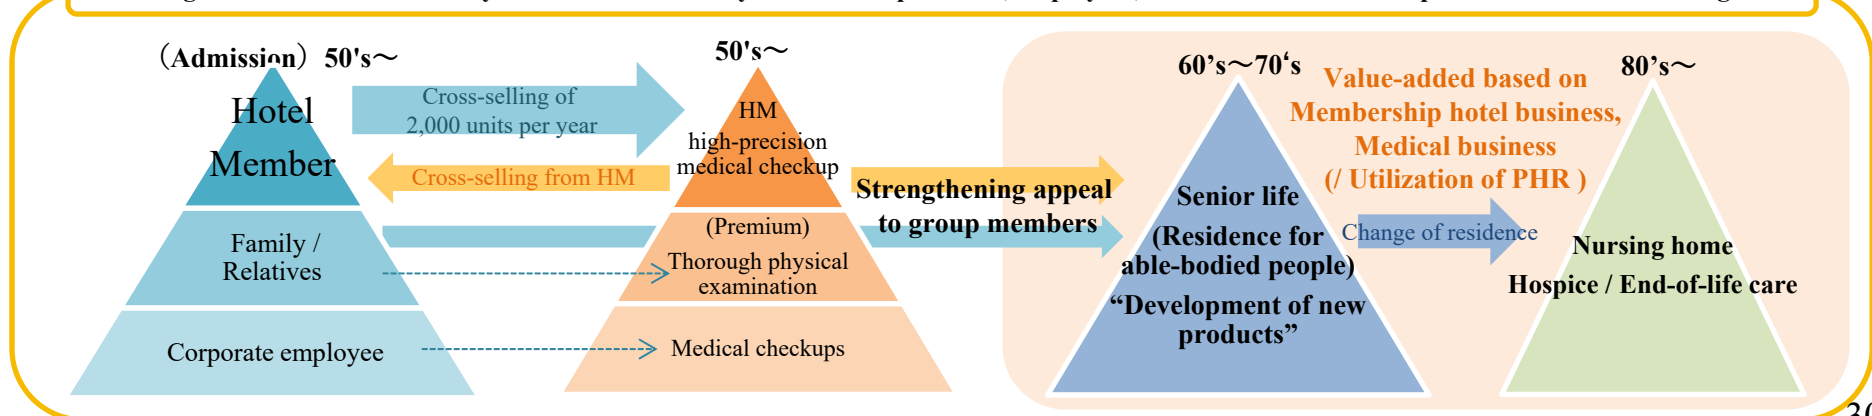 （Admission）50's～
Hotel
Member
Family /
Relatives
Corporate employee
Cross-selling of
2,000 units per year
Cross-selling from HM
50's～
HM
high-precision
medical checkup
(Premium)
Thorough physical
examination
Medical checkups
Strengthening appeal
to group members
60’s～70‘s
Senior life
(Residence for
able-bodied people)
“Development of new
products”
Value-added based on
Membership hotel business,
Medical business
(/ Utilization of PHR )
Change of residence
80’s～
Nursing home
Hospice / End-of-life care